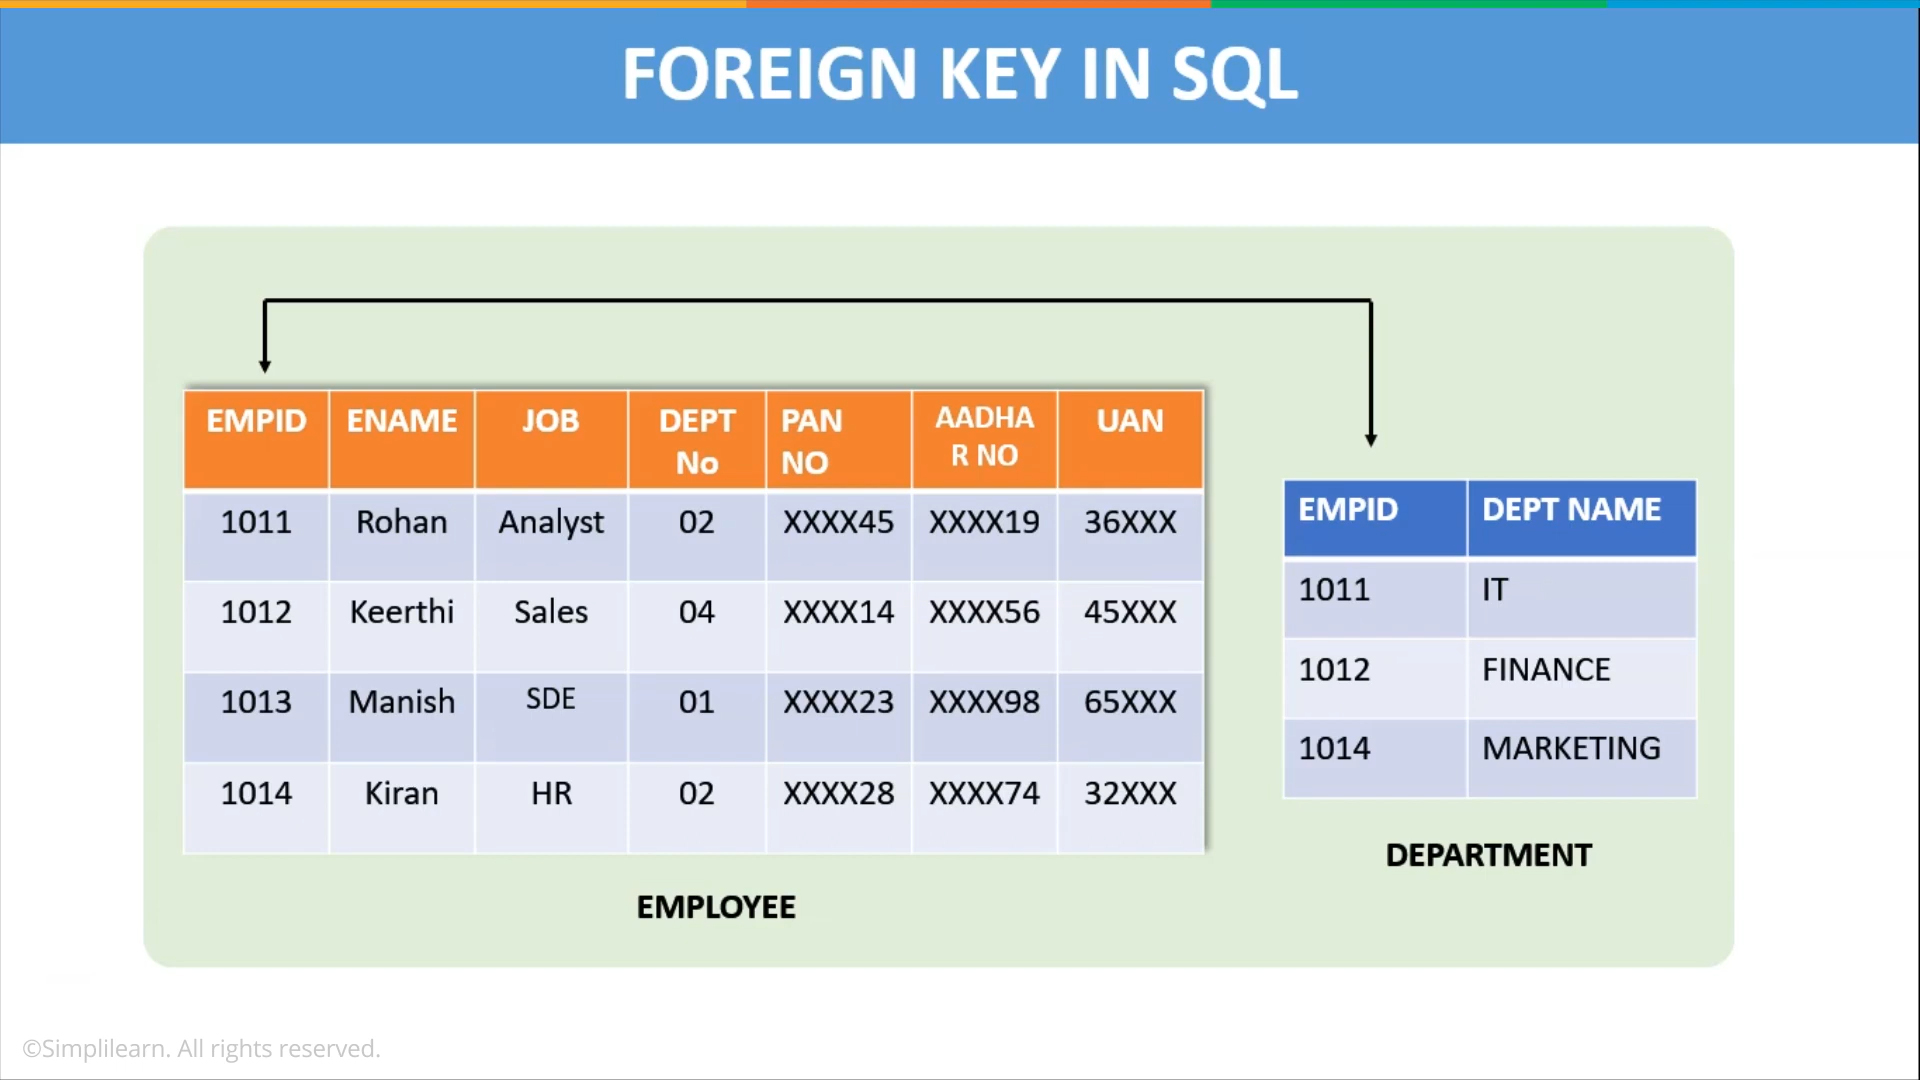 FOREIGN KEY IN SQL
EMPID ENAME JOB DEPT No PAN NO AADHA R NO UAN
1011 Rohan Analyst 02 XXXX45 XXXX19 36XXX
1012 Keerthi Sales 04 XXXX14 XXXX56 45XXX
1013 Manish SDE 01 XXXX23 XXXX98 65XXX
1014 Kiran HR 02 XXXX28 XXXX74 32XXX
EMPLOYEE
EMPID DEPT NAME
1011 IT
1012 FINANCE
1014 MARKETING
DEPARTMENT
©Simplilearn. All rights reserved.